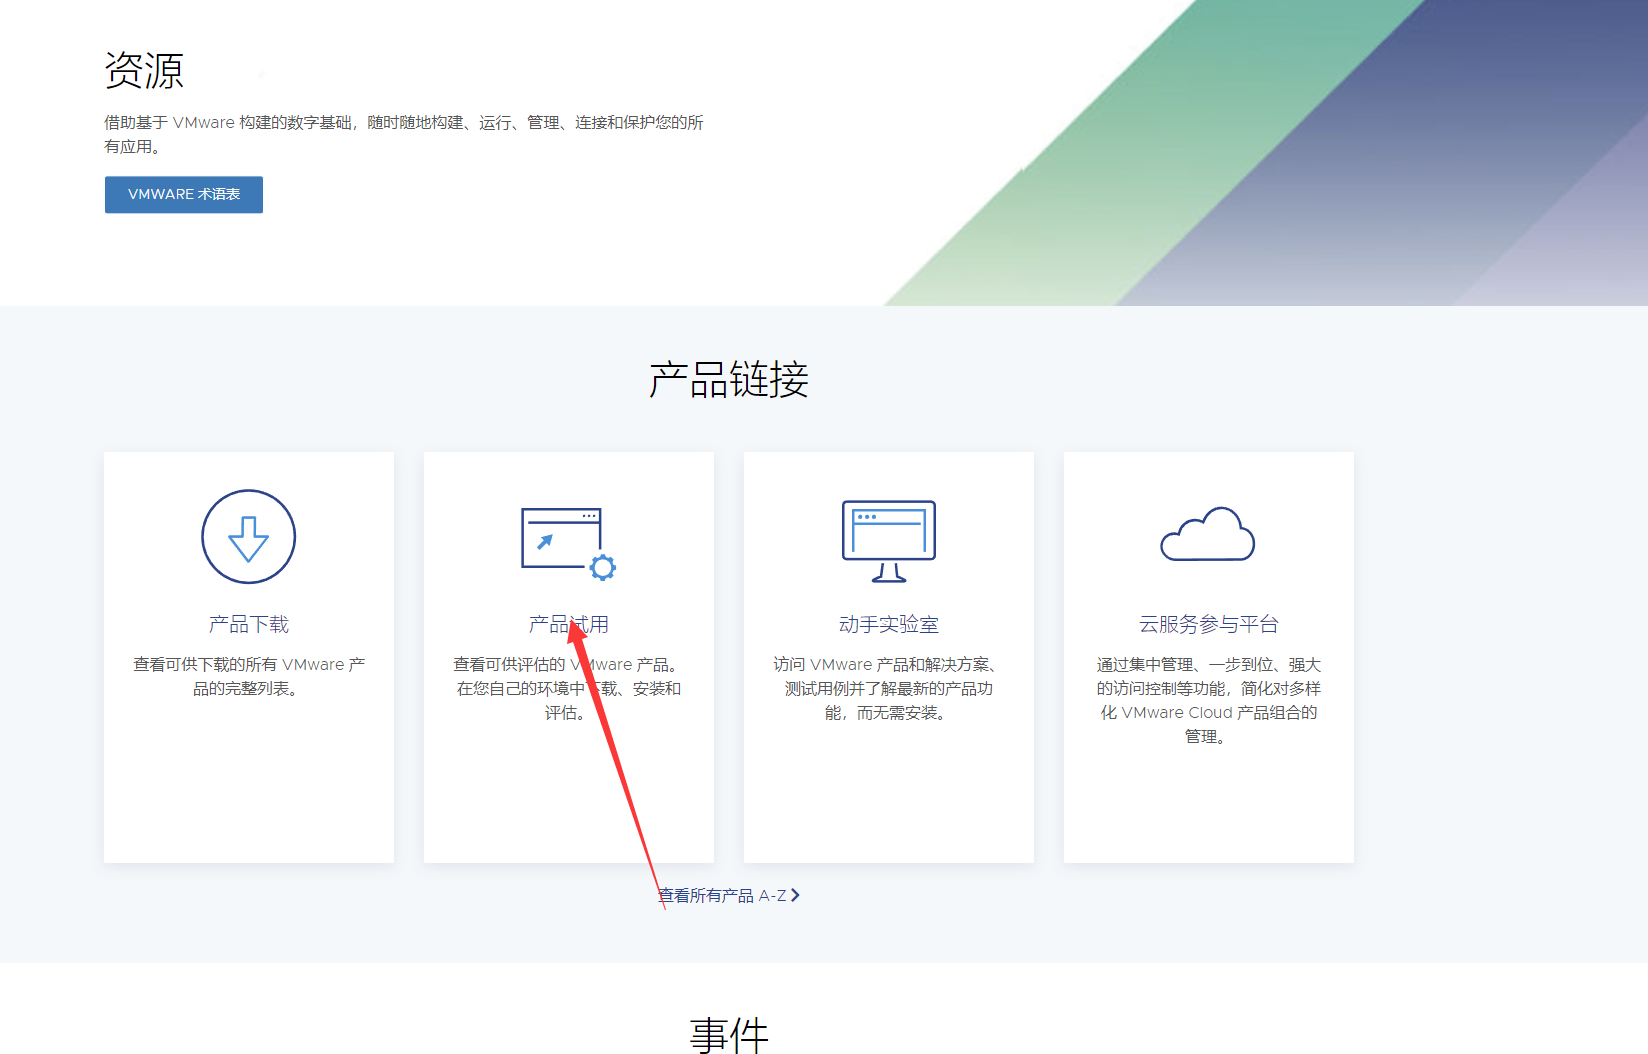 资源
借助基于 VMware 构建的数字基础，随时随地构建、运行、管理、连接和保护您的所
有应用。
VMWARE 术语表
产品链接
产品下载
查看可供下载的所有 VMware 产
品的完整列表。
产品试用
查看可供评估的 VMware 产品。
在您自己的环境中下载、安装和
评估。
动手实验室
访问 VMware 产品和解决方案、
测试用例并了解最新的产品功
能，而无需安装。
云服务参与平台
通过集中管理、一步到位、强大
的访问控制等功能，简化对多样
化 VMware Cloud 产品组合的
管理。
查看所有产品 A-Z
事件